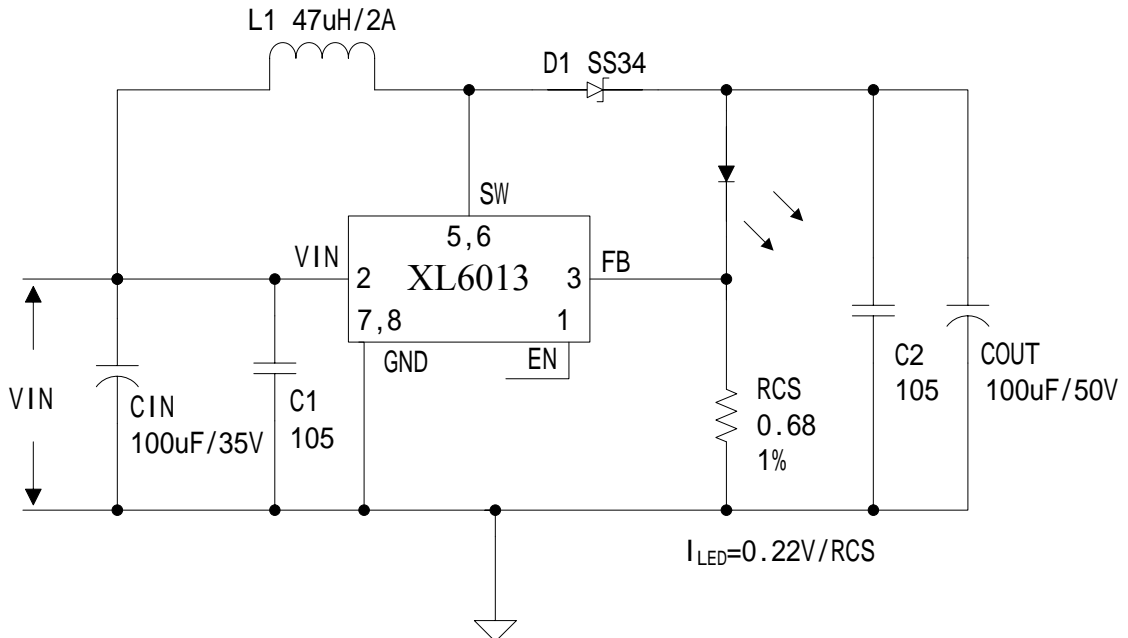 L1 47uH/2A
D1 SS34
SW
5,6
VIN
2
XL6013
3
FB
7,8
1
GND
EN
VIN
CIN
100uF/35V
C1
105
RCS
0.68
1%
C2
105
COUT
100uF/50V
ILED=0.22V/RCS